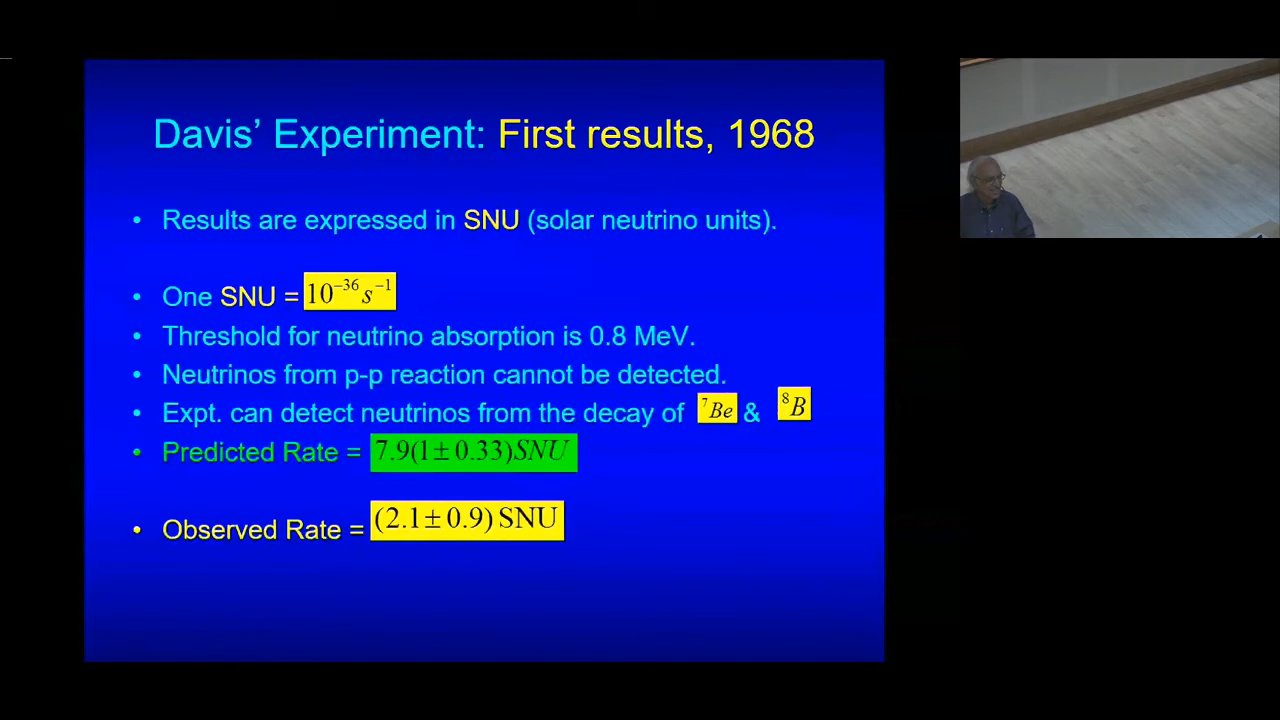 Davis’ Experiment: First results, 1968
• Results are expressed in SNU (solar neutrino units).
• One SNU = 10⁻³⁶ s⁻¹
• Threshold for neutrino absorption is 0.8 MeV.
• Neutrinos from p-p reaction cannot be detected.
• Expt. can detect neutrinos from the decay of ⁷Be & ⁸B
• Predicted Rate = 7.9(1±0.33)SNU
• Observed Rate = (2.1±0.9) SNU